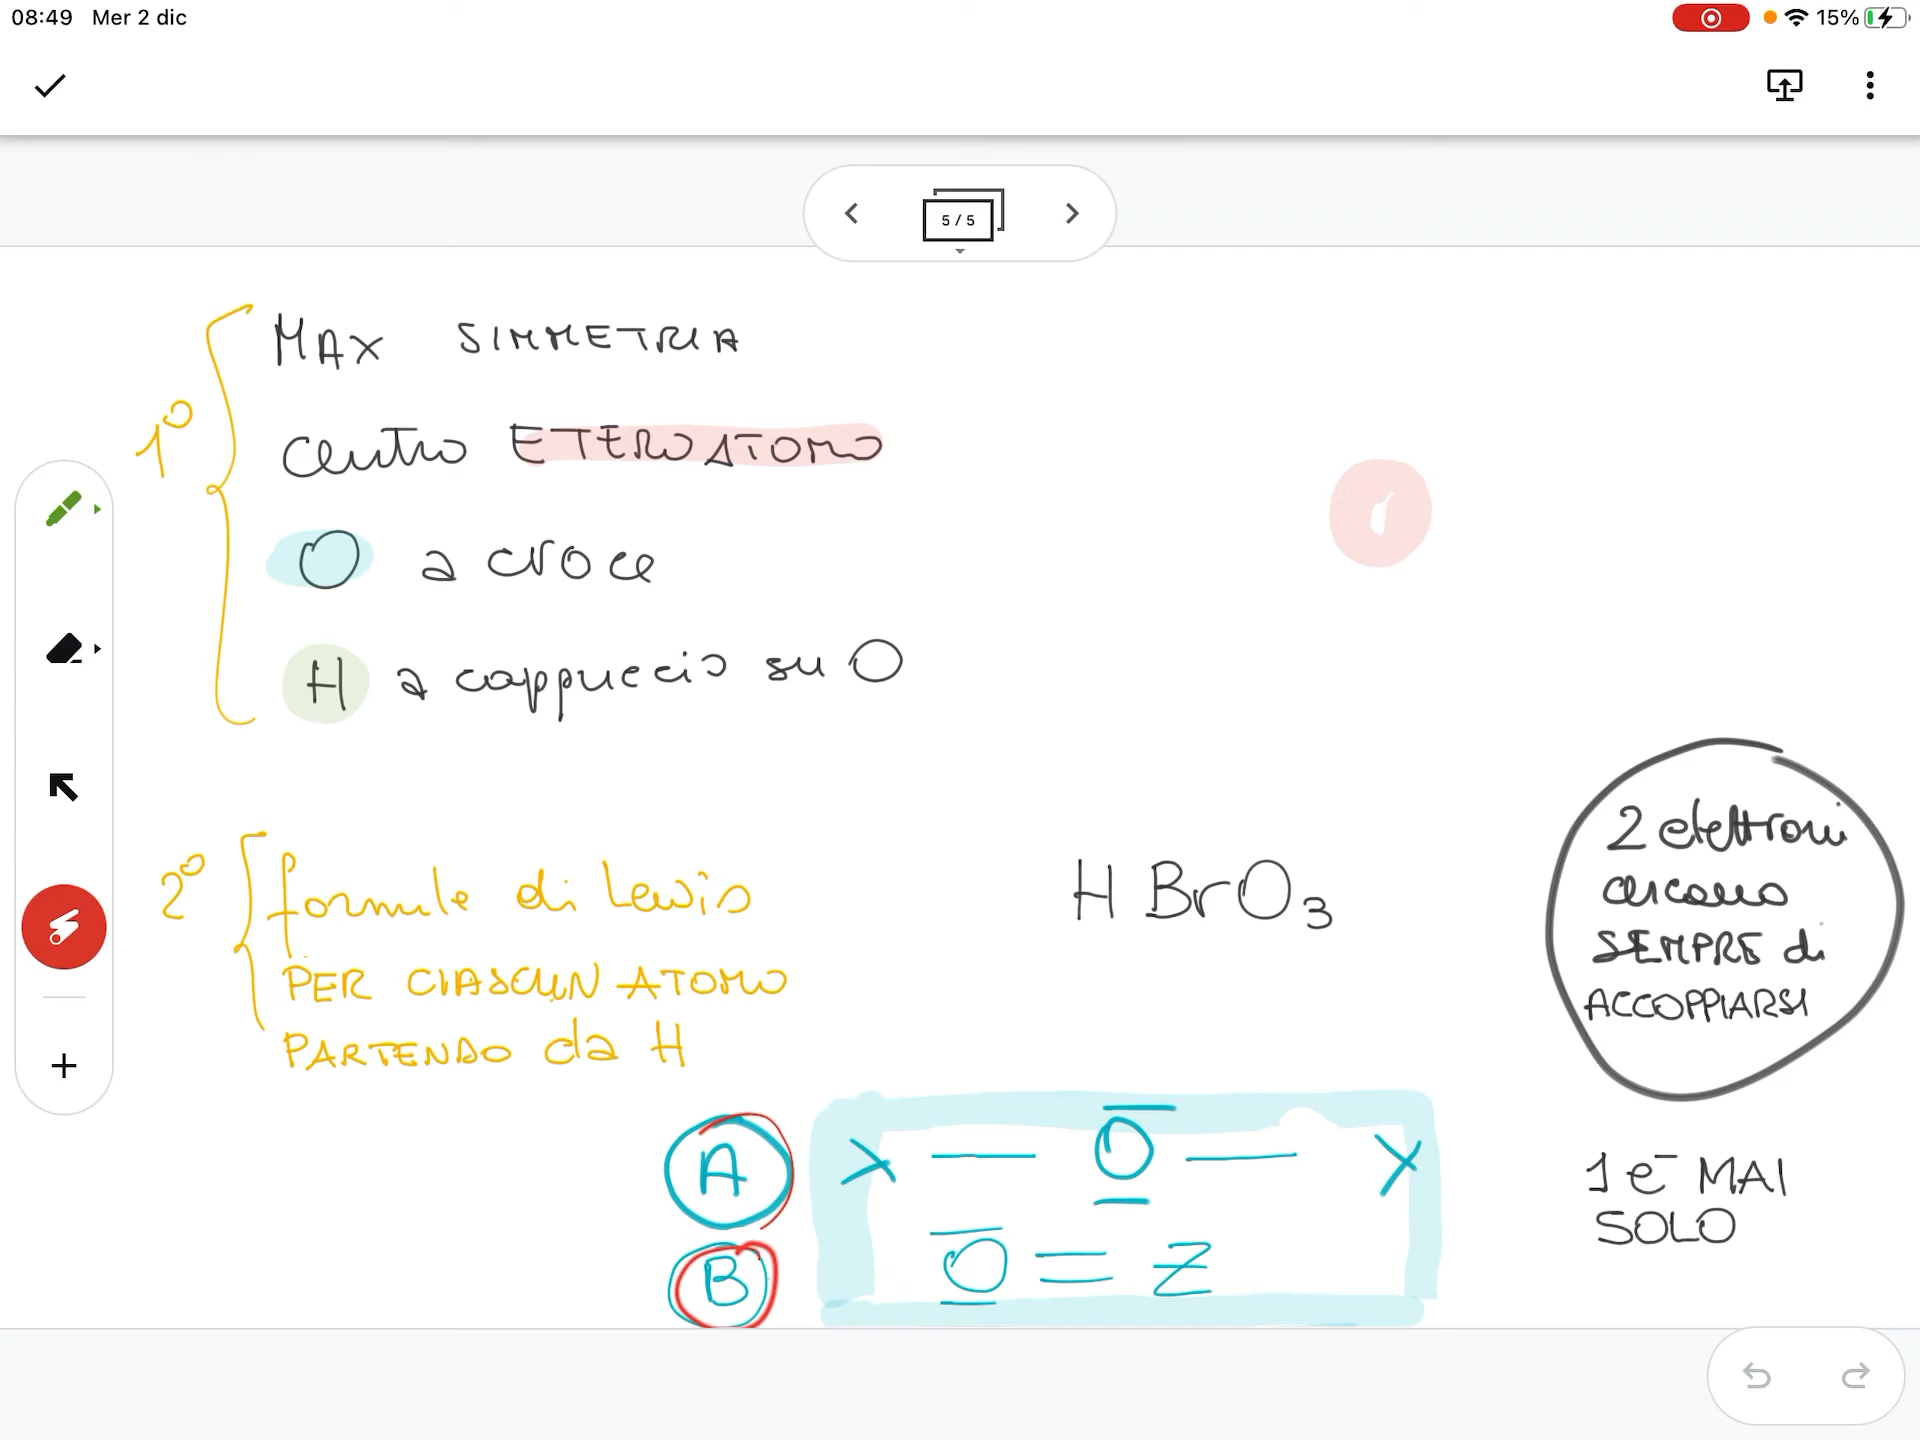 08:49 Mer 2 dic
15%
5 / 5
MAX SIMMETRIA
centro ETEROATOMO
1°
O a croce
H a cappuccio su O
2° formule di Lewis
PER CIASCUN ATOMO
PARTENDO da H
H BrO3
2 elettroni
cercano
SEMPRE di
ACCOPPIARSI
1 e- MAI
SOLO
A x — O — x
B O = Z